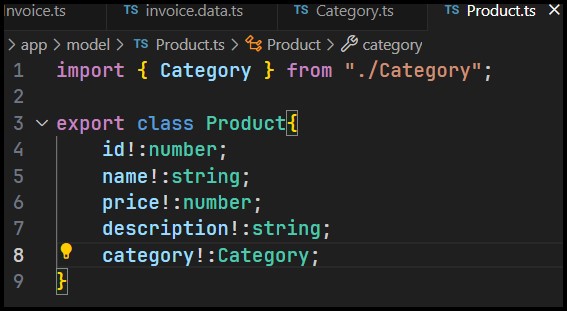 nvoice.ts TS invoice.data.ts TS Category.ts TS Product.ts
> app > model > TS Product.ts > Product > category
1 import { Category } from "./Category";
2
3 export class Product{
4 id!:number;
5 name!:string;
6 price!:number;
7 description!:string;
8 category!:Category;
9 }